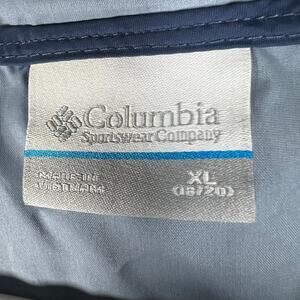 Columbia
Sportswear Company
XL
(18/20)
MADE IN
VIETNAM